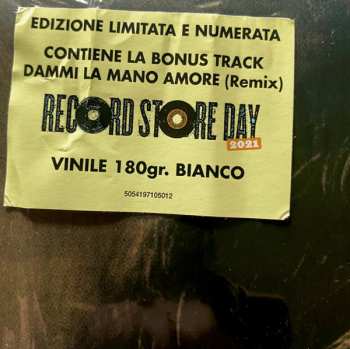 EDIZIONE LIMITATA E NUMERATA
CONTIENE LA BONUS TRACK
DAMMI LA MANO AMORE (Remix)
RECORD STORE DAY
2021
VINILE 180gr. BIANCO
5054197106012